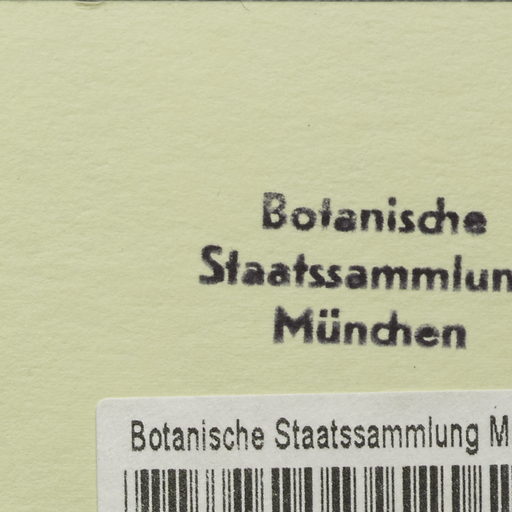 Botanische
Staatssammlun
München
Botanische Staatssammlung M